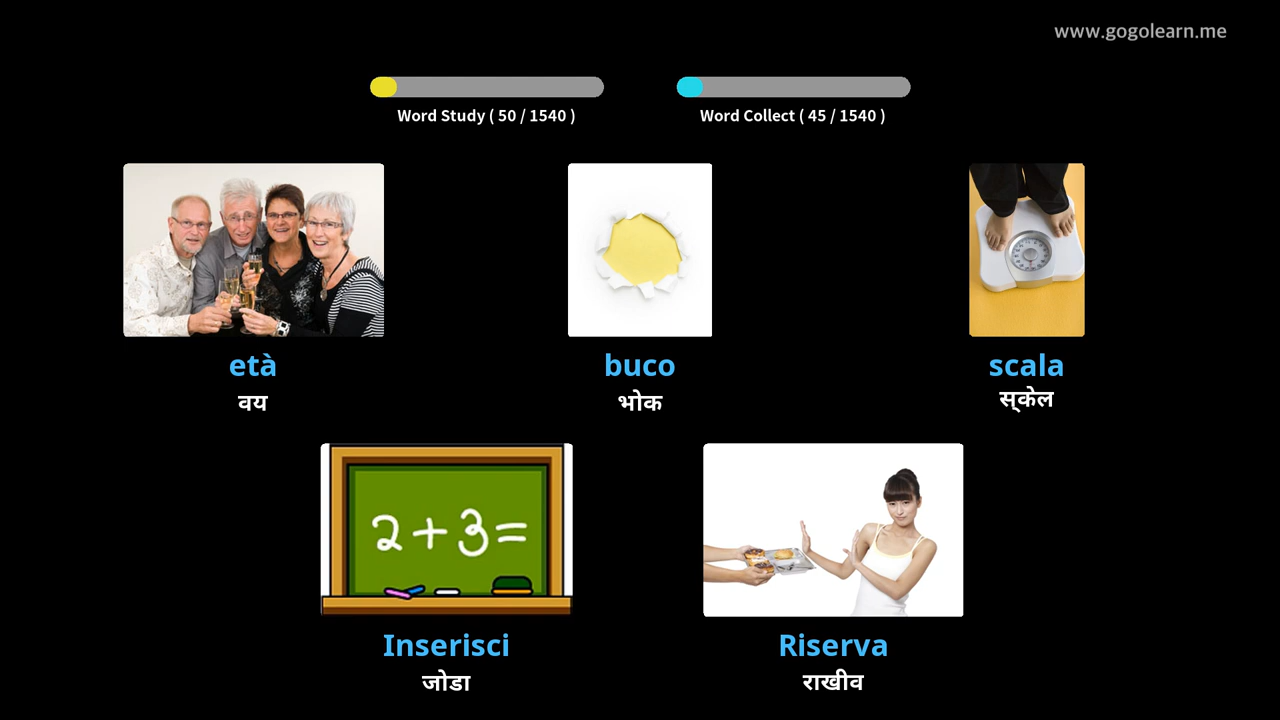 www.gogolearn.me
Word Study ( 50 / 1540 )
Word Collect ( 45 / 1540 )
età
वय
buco
भोक
scala
स्केल
2+3=
Inserisci
जोडा
Riserva
राखीव